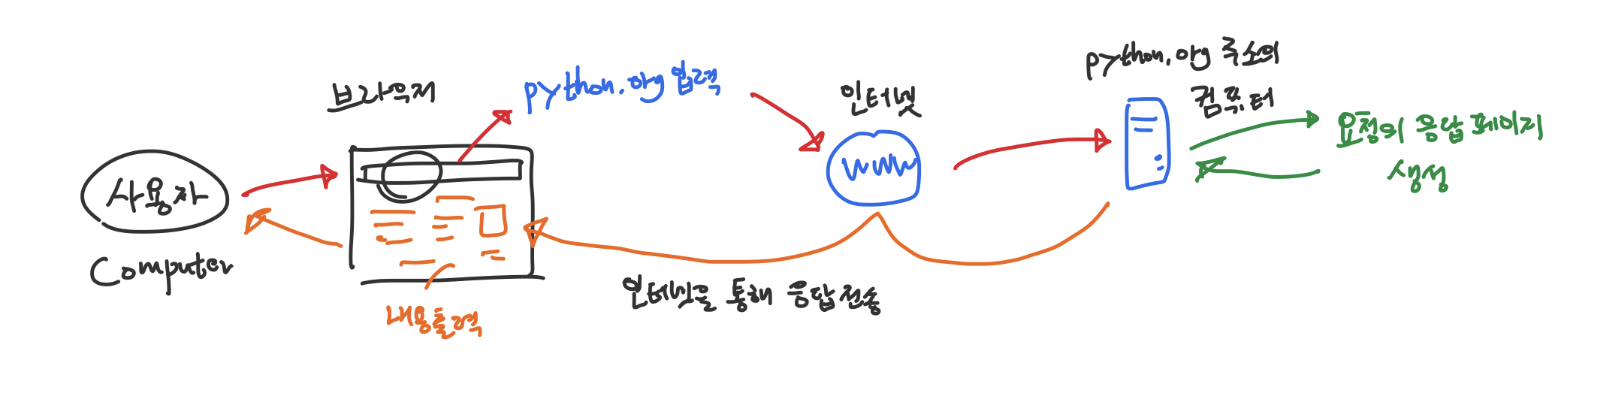 사용자
Computer
브라우저
python.org 입력
내용출력
인터넷
www
인터넷을 통해 응답 전송
python.org 주소의
컴퓨터
요청의 응답 페이지
생성